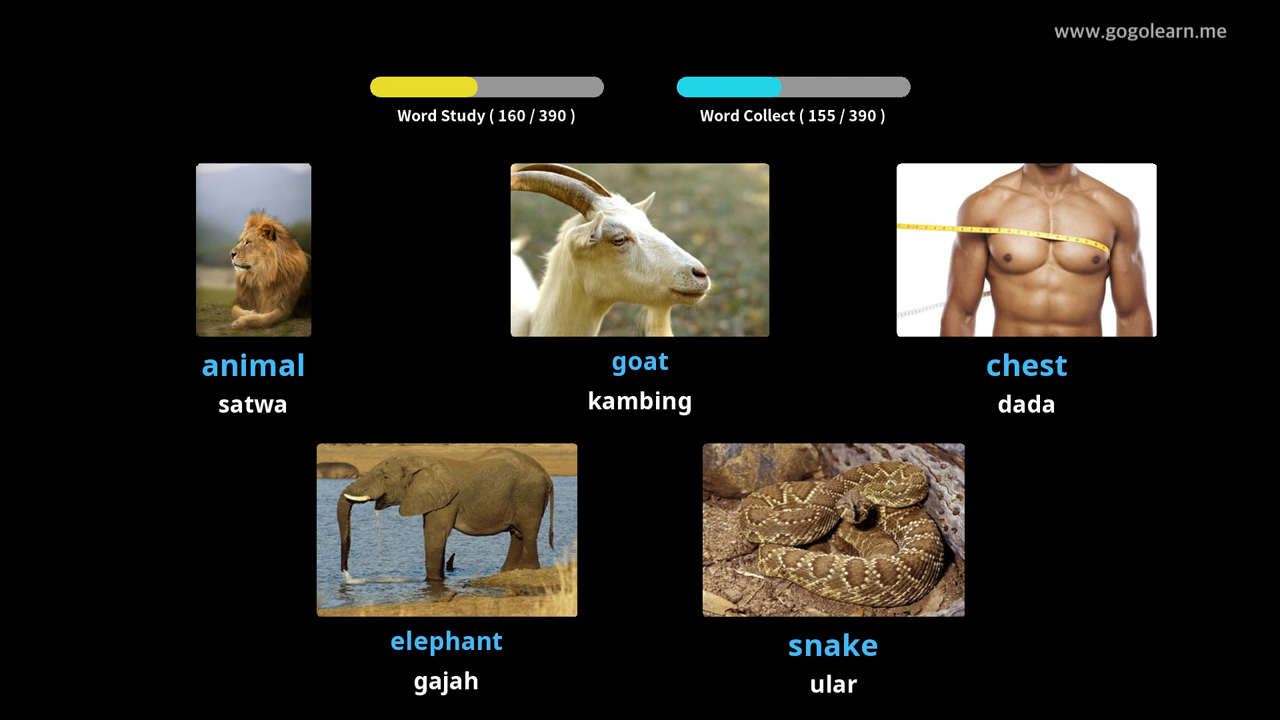 www.gogolearn.me
Word Study ( 160 / 390 )
Word Collect ( 155 / 390 )
animal
satwa
goat
kambing
chest
dada
elephant
gajah
snake
ular